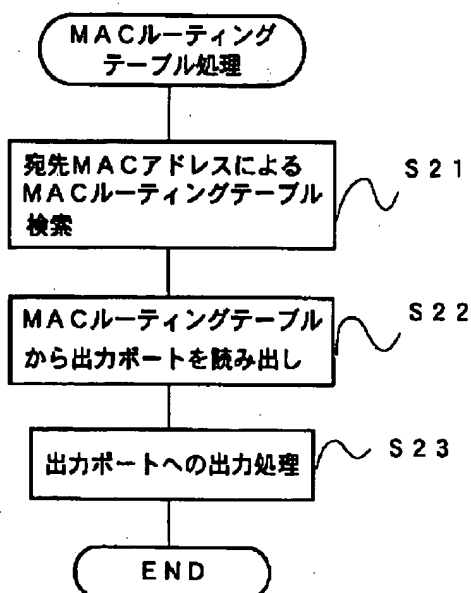 MACルーティング
テーブル処理
宛先MACアドレスによる
MACルーティングテーブル
検索
S21
MACルーティングテーブル
から出力ポートを読み出し
S22
出力ポートへの出力処理
S23
END